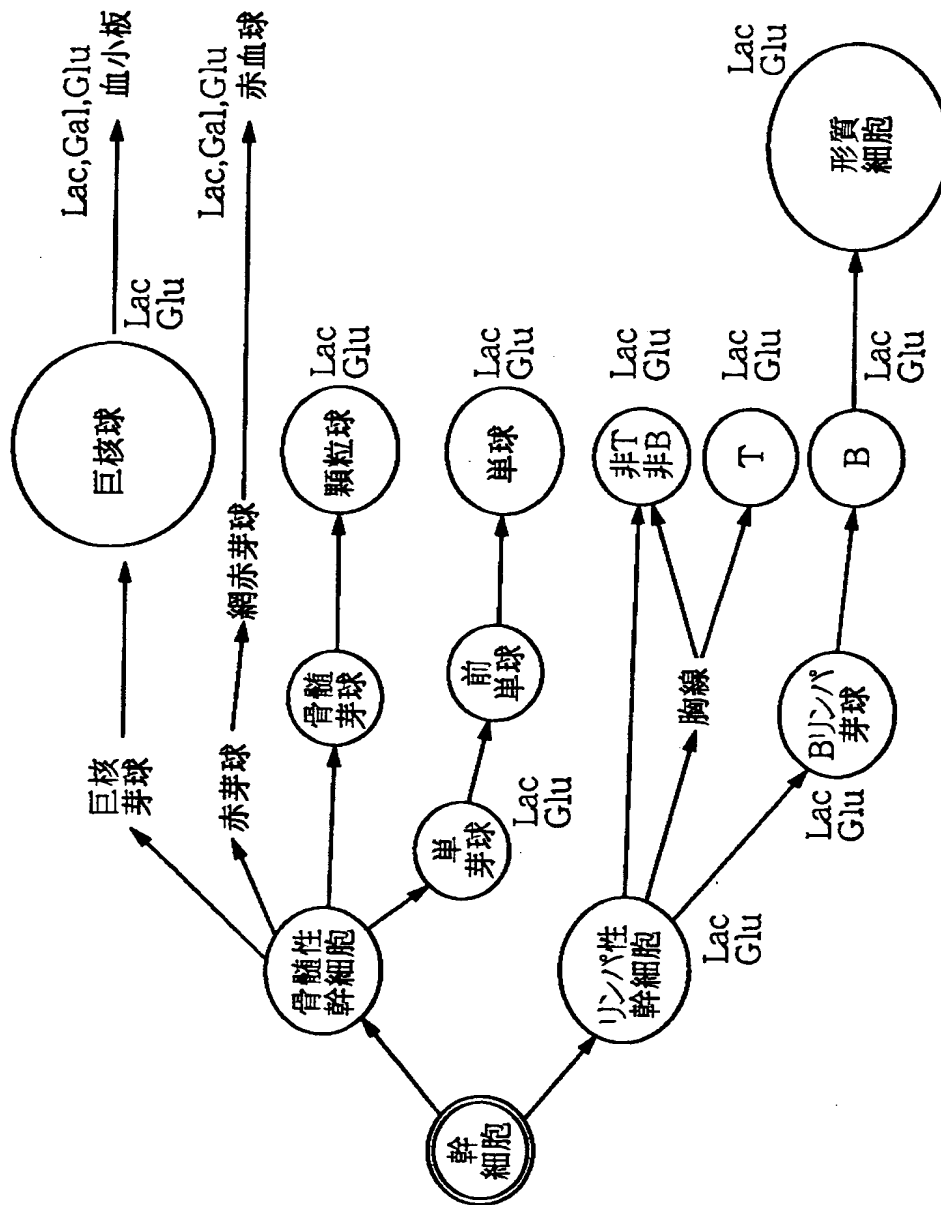 幹
細胞
骨髄性
幹細胞
リンパ性
幹細胞
Lac
Glu
巨核
芽球
巨核球
Lac
Glu
Lac,Gal,Glu
血小板
赤芽球
網赤芽球
Lac,Gal,Glu
赤血球
骨髄
芽球
顆粒球
Lac
Glu
単
芽球
Lac
Glu
前
単球
単球
Lac
Glu
非T
非B
Lac
Glu
胸線
T
Lac
Glu
Bリンパ
芽球
Lac
Glu
B
Lac
Glu
形質
細胞
Lac
Glu